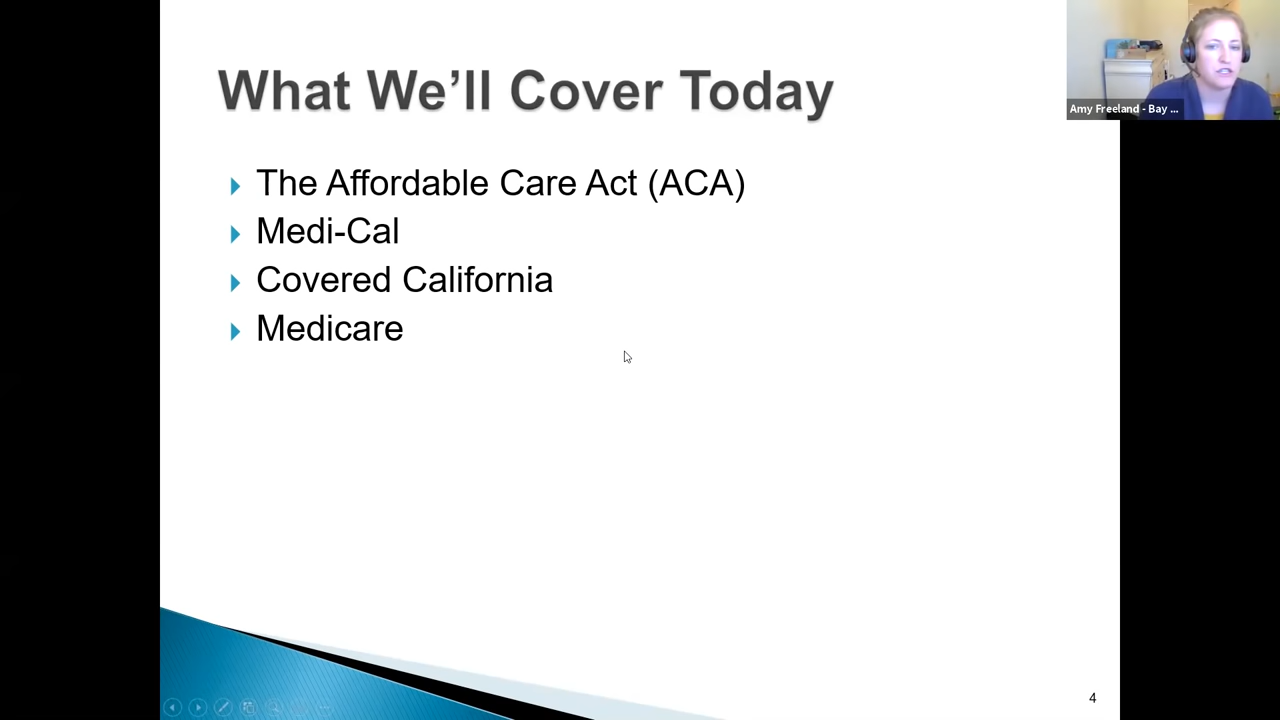 What We’ll Cover Today
The Affordable Care Act (ACA)
Medi-Cal
Covered California
Medicare
Amy Freeland - Bay ...
4